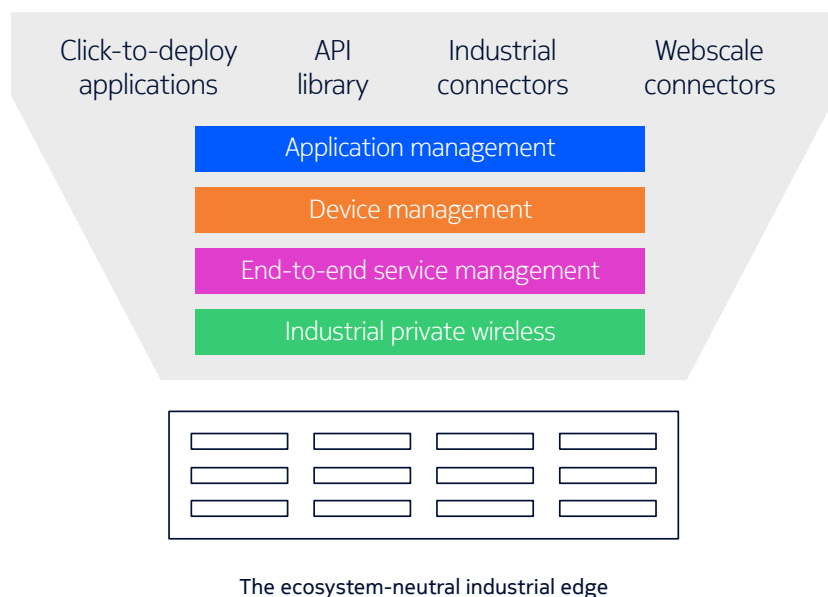 Click-to-deploy
applications
API
library
Industrial
connectors
Webscale
connectors
Application management
Device management
End-to-end service management
Industrial private wireless
The ecosystem-neutral industrial edge